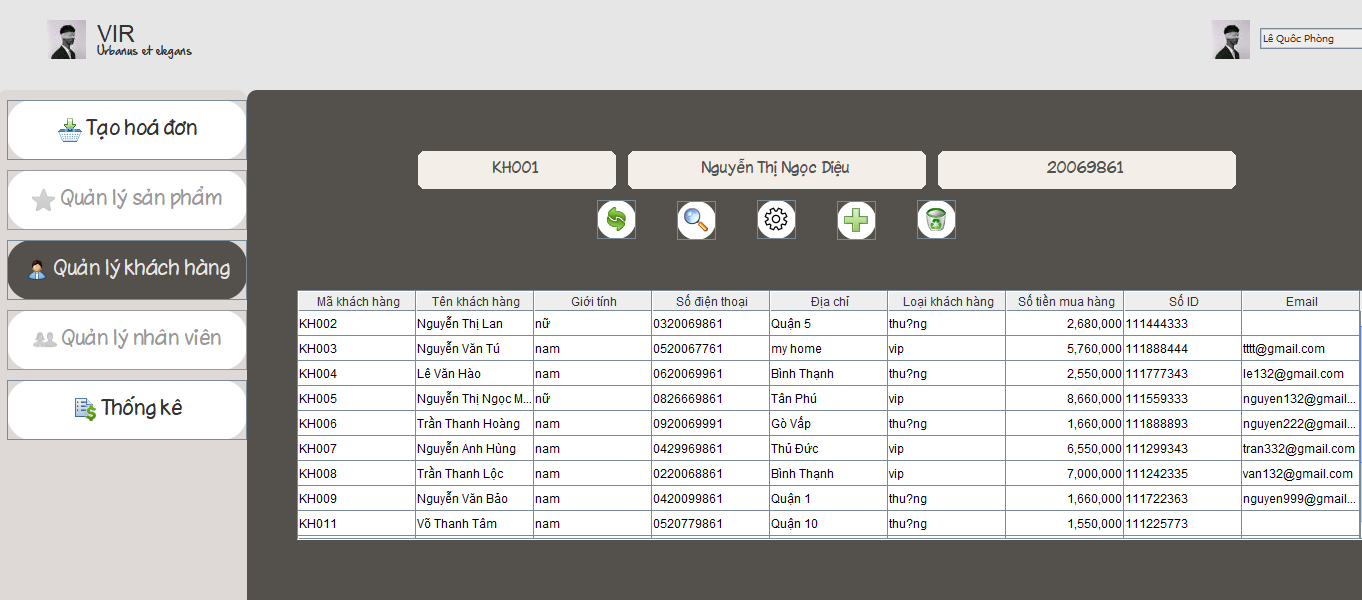 VIR
Urbanus et elegans
Lê Quốc Phòng
Tạo hoá đơn
Quản lý sản phẩm
Quản lý khách hàng
Quản lý nhân viên
Thống kê
KH001 Nguyễn Thị Ngọc Diệu 20069861
Mã khách hàng Tên khách hàng Giới tính Số điện thoại Địa chỉ Loại khách hàng Số tiền mua hàng Số ID Email
KH002 Nguyễn Thị Lan nữ 0320069861 Quận 5 thu?ng 2,680,000 111444333
KH003 Nguyễn Văn Tú nam 0520067761 my home vip 5,760,000 111888444 tttt@gmail.com
KH004 Lê Văn Hào nam 0620069961 Bình Thạnh thu?ng 2,550,000 111777343 le132@gmail.com
KH005 Nguyễn Thị Ngọc M... nữ 0826669861 Tân Phú vip 8,660,000 111559333 nguyen132@gmail...
KH006 Trần Thanh Hoàng nam 0920069991 Gò Vấp thu?ng 1,660,000 111888893 nguyen222@gmail...
KH007 Nguyễn Anh Hùng nam 0429969861 Thủ Đức vip 6,550,000 111299343 tran332@gmail.com
KH008 Trần Thanh Lộc nam 0220068861 Bình Thạnh vip 7,000,000 111242335 van132@gmail.com
KH009 Nguyễn Văn Bảo nam 0420099861 Quận 1 thu?ng 1,660,000 111722363 nguyen999@gmail...
KH011 Võ Thanh Tâm nam 0520779861 Quận 10 thu?ng 1,550,000 111225773